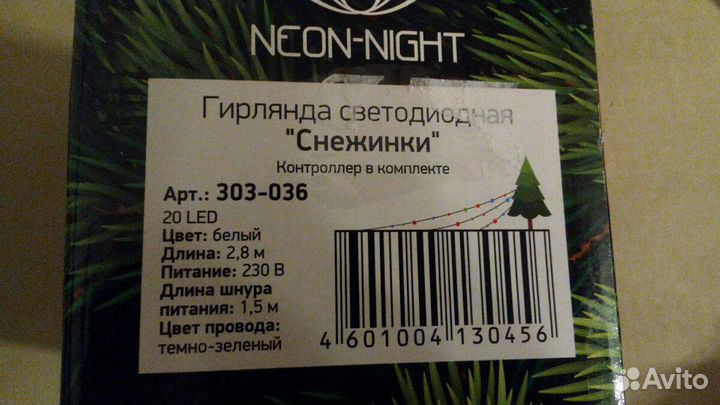 NEON-NIGHT
Гирлянда светодиодная
"Снежинки"
Контроллер в комплекте
Арт.: 303-036
20 LED
Цвет: белый
Длина: 2,8 м
Питание: 230 В
Длина шнура
питания: 1,5 м
Цвет провода:
темно-зеленый
4 601004 130456
Avito